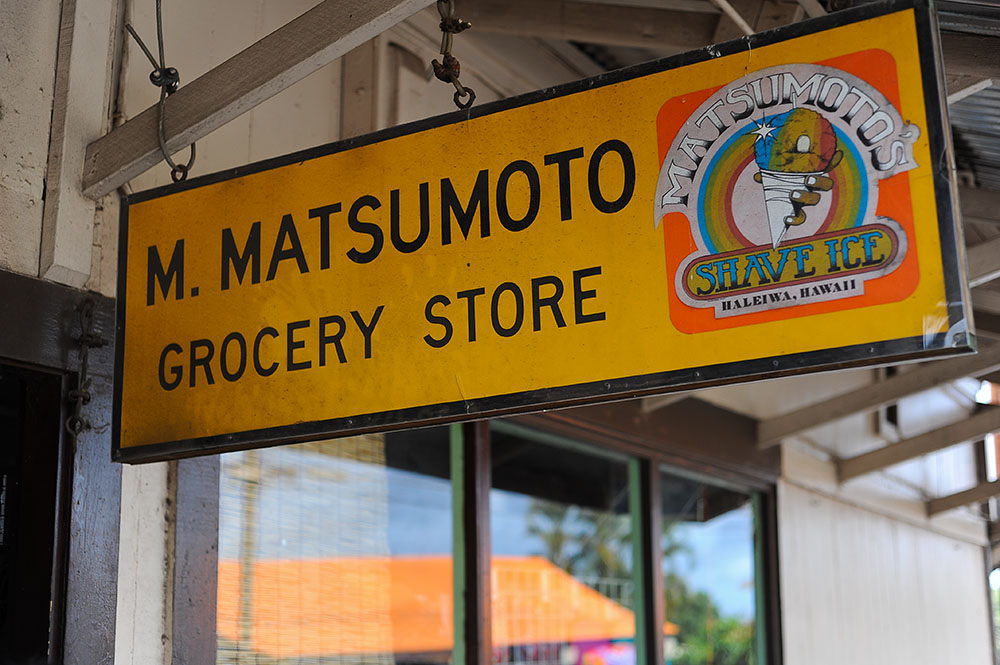 M. MATSUMOTO
GROCERY STORE
MATSUMOTO'S
SHAVE ICE
HALEIWA, HAWAII